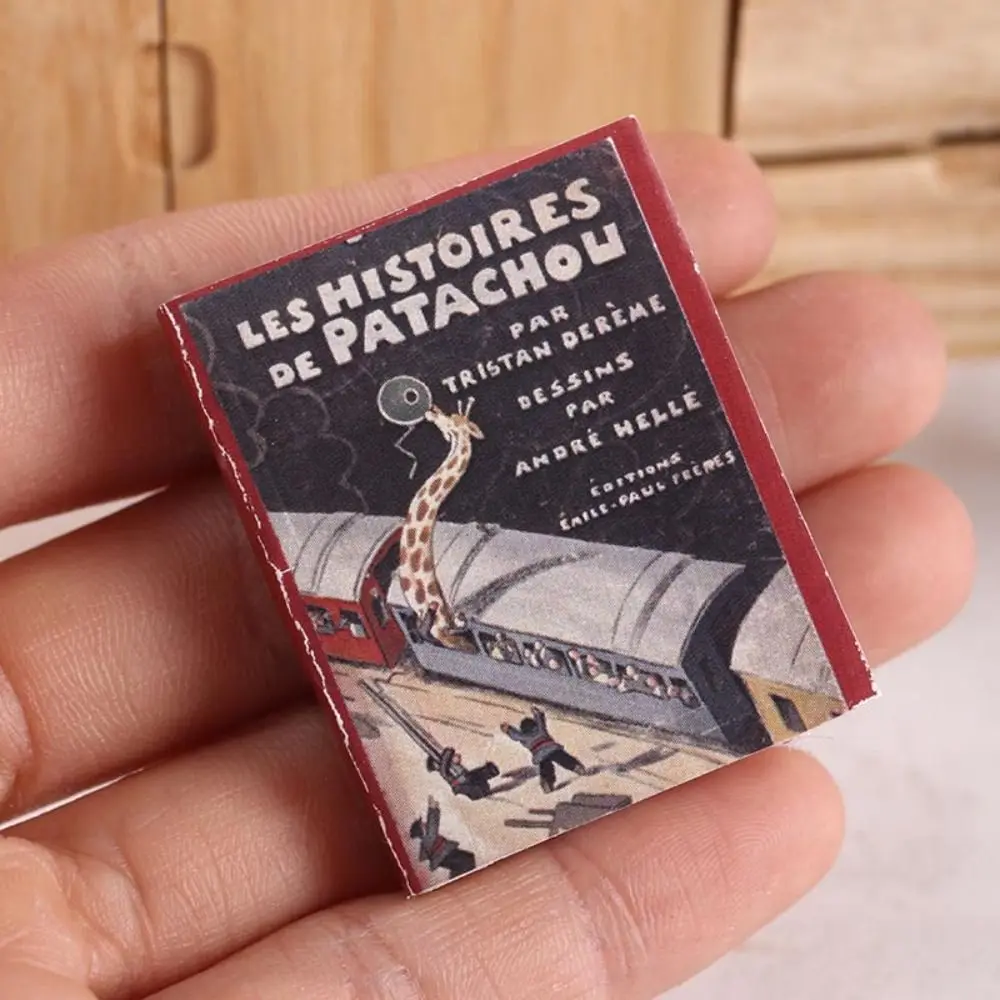 LES HISTOIRES
DE PATACHOU
PAR
TRISTAN DERÈME
DESSINS
PAR
ANDRÉ HELLÉ
ÉDITIONS
ÉMILE-PAUL FRÈRES